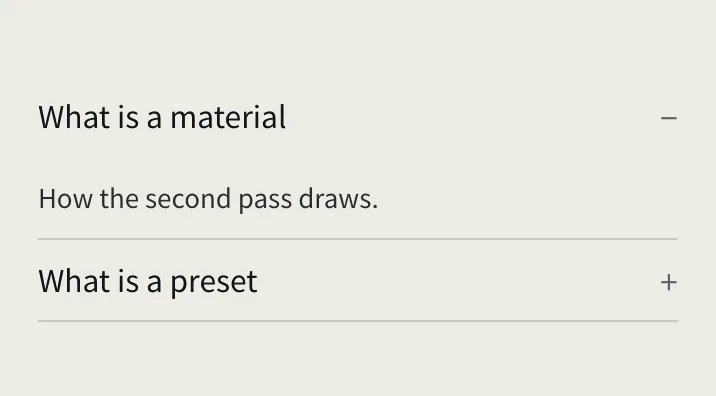 What is a material −
How the second pass draws.
What is a preset +